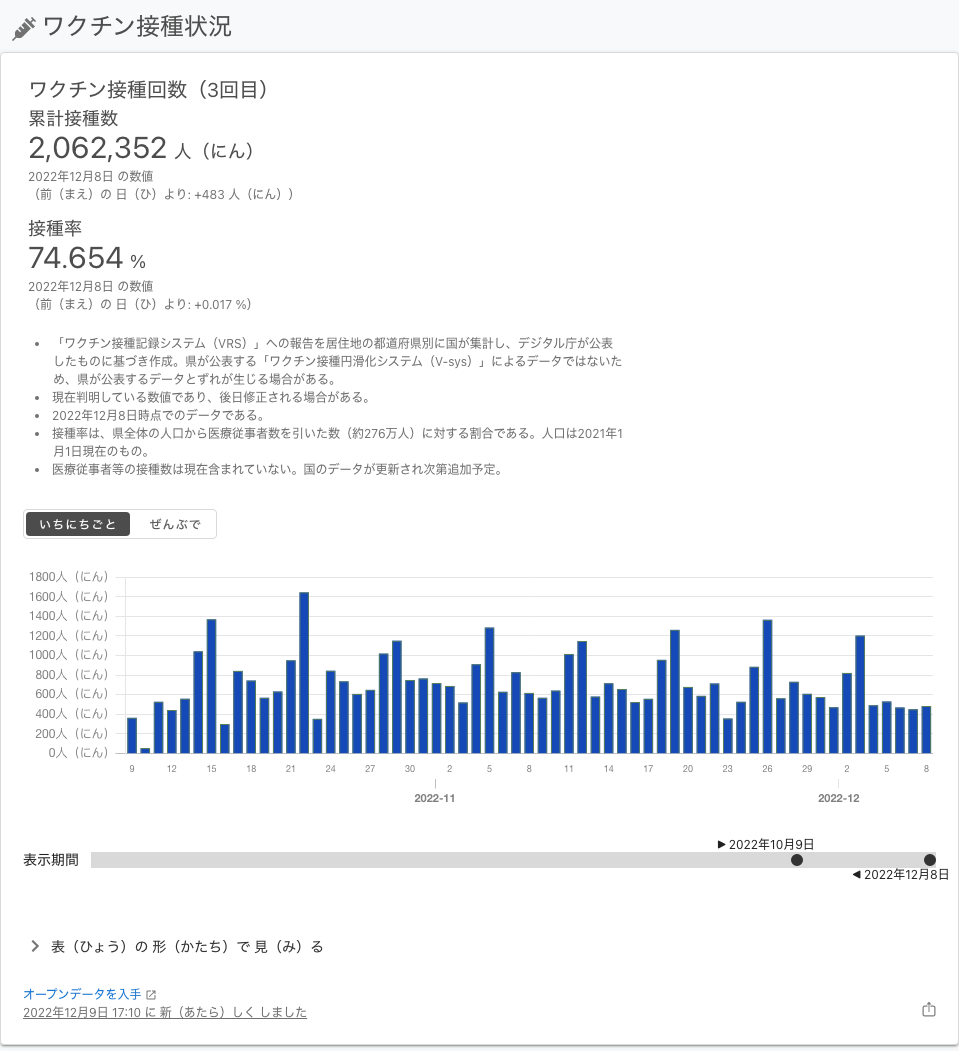 ワクチン接種状況
ワクチン接種回数（3回目）
累計接種数
2,062,352 人（にん）
2022年12月8日 の数値
（前（まえ）の 日（ひ）より: +483 人（にん））
接種率
74.654 %
2022年12月8日 の数値
（前（まえ）の 日（ひ）より: +0.017 %）
• 「ワクチン接種記録システム（VRS）」への報告を居住地の都道府県別に国が集計し、デジタル庁が公表
したものに基づき作成。県が公表する「ワクチン接種円滑化システム（V-sys）」によるデータではないた
め、県が公表するデータとずれが生じる場合がある。
• 現在判明している数値であり、後日修正される場合がある。
• 2022年12月8日時点でのデータである。
• 接種率は、県全体の人口から医療従事者数を引いた数（約276万人）に対する割合である。人口は2021年1
月1日現在のもの。
• 医療従事者等の接種数は現在含まれていない。国のデータが更新され次第追加予定。
いちにちごと ぜんぶで
1800人（にん）
1600人（にん）
1400人（にん）
1200人（にん）
1000人（にん）
800人（にん）
600人（にん）
400人（にん）
200人（にん）
0人（にん）
9 12 15 18 21 24 27 30 2 5 8 11 14 17 20 23 26 29 2 5 8
2022-11 2022-12
▶ 2022年10月9日
表示期間
◀ 2022年12月8日
表（ひょう）の 形（かたち）で 見（み）る
オープンデータを入手
2022年12月9日 17:10 に 新（あたら）しく しました